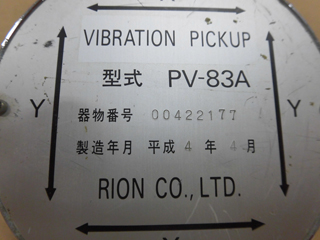 X
VIBRATION PICKUP
型式 PV-83A
器物番号 00422177
Y Y
製造年月 平成 4 年 4 月
RION CO., LTD.
X